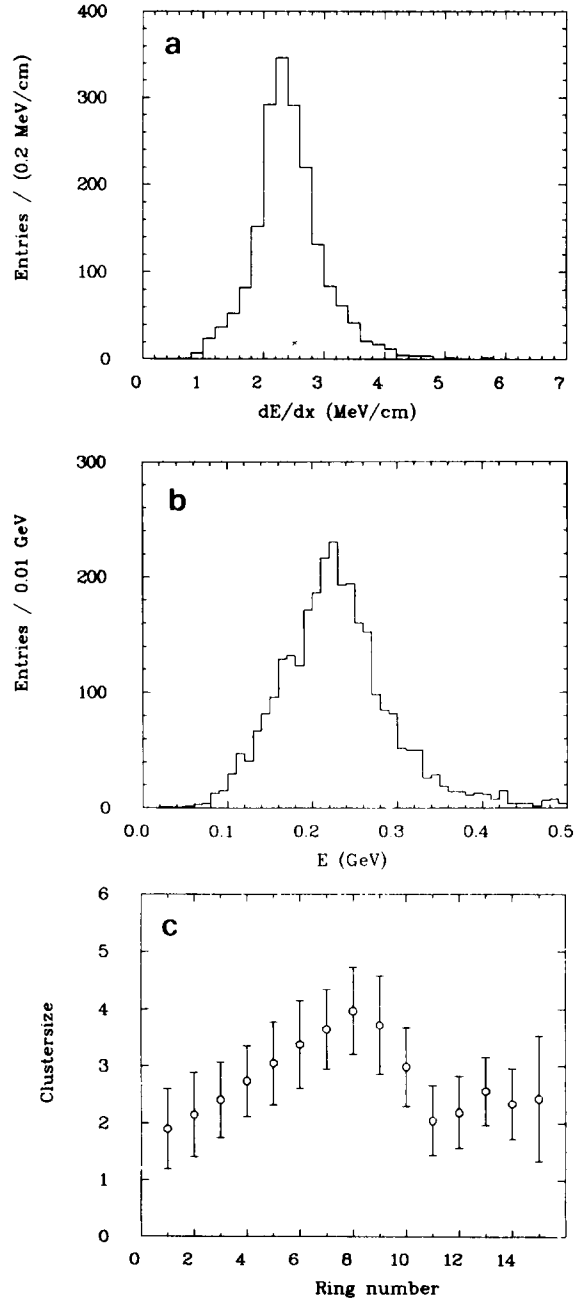 a
400
300
200
100
0
Entries / (0.2 MeV/cm)
0 1 2 3 4 5 6 7
dE/dx (MeV/cm)
b
300
200
100
0
Entries / 0.01 GeV
0.0 0.1 0.2 0.3 0.4 0.5
E (GeV)
c
6
5
4
3
2
1
0
Clustersize
0 2 4 6 8 10 12 14
Ring number